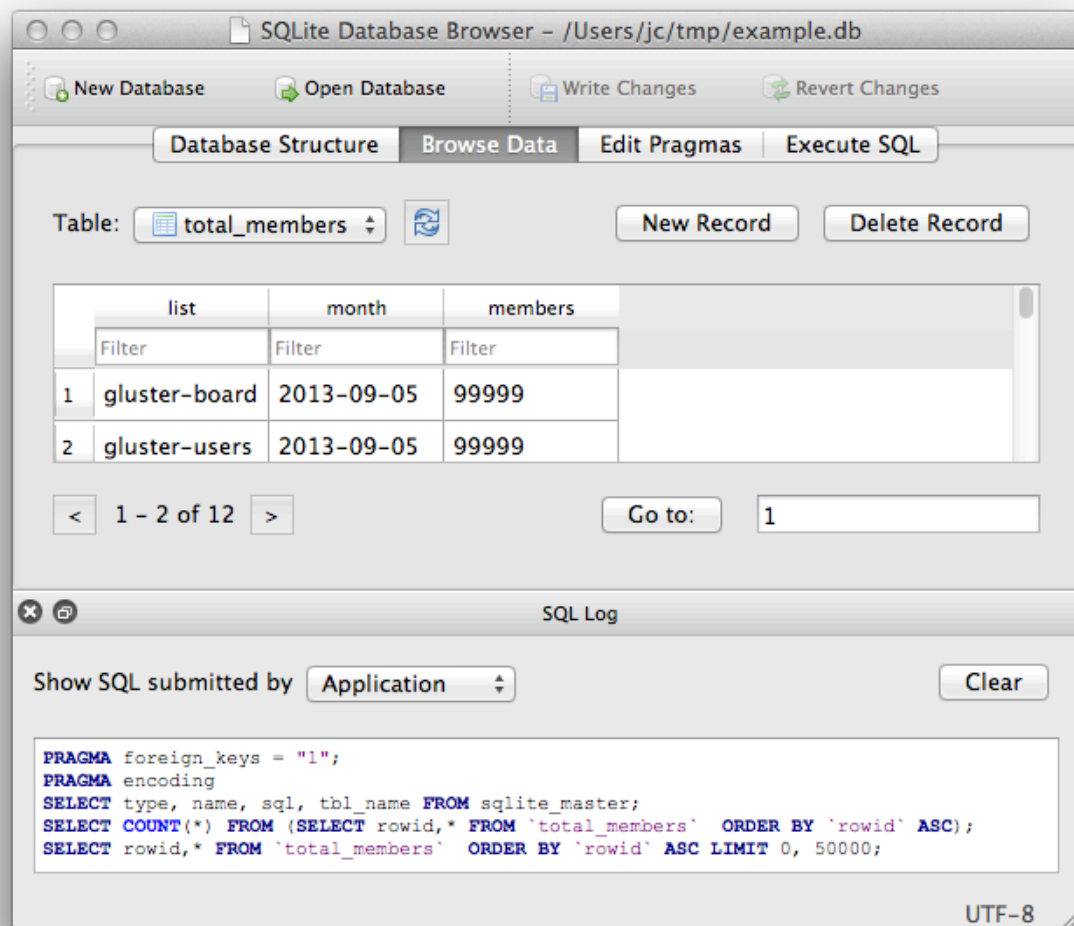 SQLite Database Browser – /Users/jc/tmp/example.db
New Database Open Database Write Changes Revert Changes
Database Structure Browse Data Edit Pragmas Execute SQL
Table: total_members New Record Delete Record
list month members
Filter Filter Filter
1 gluster-board 2013-09-05 99999
2 gluster-users 2013-09-05 99999
< 1 – 2 of 12 > Go to: 1
SQL Log
Show SQL submitted by Application Clear
PRAGMA foreign_keys = "1";
PRAGMA encoding
SELECT type, name, sql, tbl_name FROM sqlite_master;
SELECT COUNT(*) FROM (SELECT rowid,* FROM `total_members`  ORDER BY `rowid` ASC);
SELECT rowid,* FROM `total_members`  ORDER BY `rowid` ASC LIMIT 0, 50000;
UTF-8